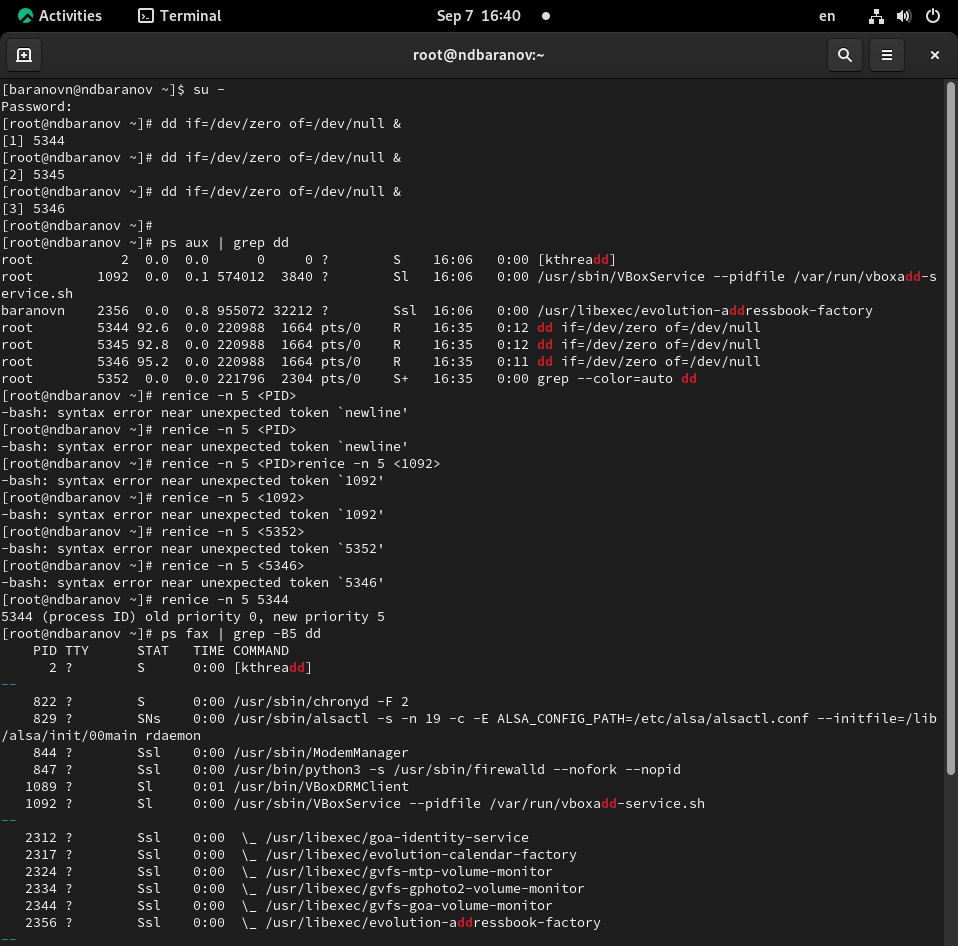 Activities Terminal Sep 7 16:40 en
root@ndbaranov:~
[baranovn@ndbaranov ~]$ su -
Password:
[root@ndbaranov ~]# dd if=/dev/zero of=/dev/null &
[1] 5344
[root@ndbaranov ~]# dd if=/dev/zero of=/dev/null &
[2] 5345
[root@ndbaranov ~]# dd if=/dev/zero of=/dev/null &
[3] 5346
[root@ndbaranov ~]#
[root@ndbaranov ~]# ps aux | grep dd
root           2  0.0  0.0      0     0 ?        S    16:06   0:00 [kthreadd]
root        1092  0.0  0.1 574012  3840 ?        Sl   16:06   0:00 /usr/sbin/VBoxService --pidfile /var/run/vboxadd-s
ervice.sh
baranovn    2356  0.0  0.8 955072 32212 ?        Ssl  16:06   0:00 /usr/libexec/evolution-addressbook-factory
root        5344 92.6  0.0 220988  1664 pts/0    R    16:35   0:12 dd if=/dev/zero of=/dev/null
root        5345 92.8  0.0 220988  1664 pts/0    R    16:35   0:12 dd if=/dev/zero of=/dev/null
root        5346 95.2  0.0 220988  1664 pts/0    R    16:35   0:11 dd if=/dev/zero of=/dev/null
root        5352  0.0  0.0 221796  2304 pts/0    S+   16:35   0:00 grep --color=auto dd
[root@ndbaranov ~]# renice -n 5 <PID>
-bash: syntax error near unexpected token `newline'
[root@ndbaranov ~]# renice -n 5 <PID>
-bash: syntax error near unexpected token `newline'
[root@ndbaranov ~]# renice -n 5 <PID>renice -n 5 <1092>
-bash: syntax error near unexpected token `1092'
[root@ndbaranov ~]# renice -n 5 <1092>
-bash: syntax error near unexpected token `1092'
[root@ndbaranov ~]# renice -n 5 <5352>
-bash: syntax error near unexpected token `5352'
[root@ndbaranov ~]# renice -n 5 <5346>
-bash: syntax error near unexpected token `5346'
[root@ndbaranov ~]# renice -n 5 5344
5344 (process ID) old priority 0, new priority 5
[root@ndbaranov ~]# ps fax | grep -B5 dd
    PID TTY      STAT   TIME COMMAND
      2 ?        S      0:00 [kthreadd]
--
    822 ?        S      0:00 /usr/sbin/chronyd -F 2
    829 ?        SNs    0:00 /usr/sbin/alsactl -s -n 19 -c -E ALSA_CONFIG_PATH=/etc/alsa/alsactl.conf --initfile=/lib
/alsa/init/00main rdaemon
    844 ?        Ssl    0:00 /usr/sbin/ModemManager
    847 ?        Ssl    0:00 /usr/bin/python3 -s /usr/sbin/firewalld --nofork --nopid
   1089 ?        Sl     0:01 /usr/bin/VBoxDRMClient
   1092 ?        Sl     0:00 /usr/sbin/VBoxService --pidfile /var/run/vboxadd-service.sh
--
   2312 ?        Ssl    0:00  \_ /usr/libexec/goa-identity-service
   2317 ?        Ssl    0:00  \_ /usr/libexec/evolution-calendar-factory
   2324 ?        Ssl    0:00  \_ /usr/libexec/gvfs-mtp-volume-monitor
   2334 ?        Ssl    0:00  \_ /usr/libexec/gvfs-gphoto2-volume-monitor
   2344 ?        Ssl    0:00  \_ /usr/libexec/gvfs-goa-volume-monitor
   2356 ?        Ssl    0:00  \_ /usr/libexec/evolution-addressbook-factory
--